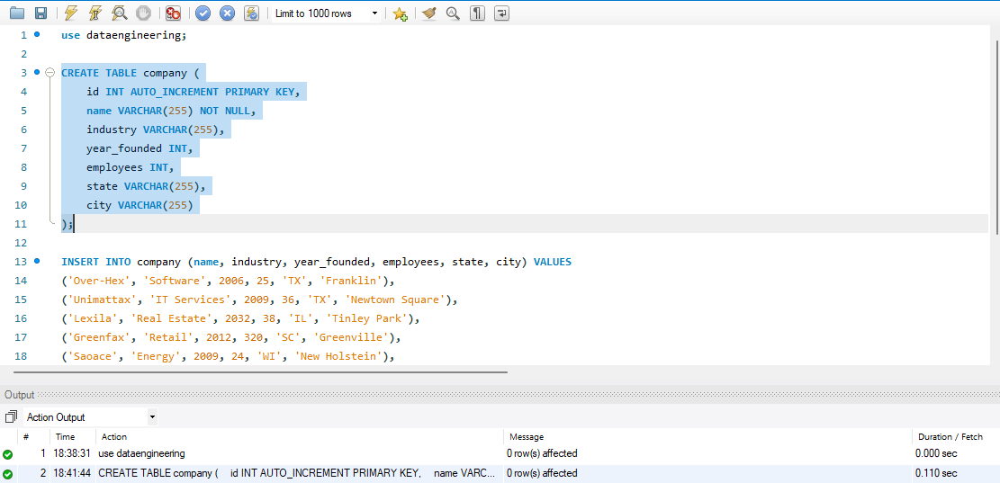 Limit to 1000 rows
1 use dataengineering;
2
3 CREATE TABLE company (
4 id INT AUTO_INCREMENT PRIMARY KEY,
5 name VARCHAR(255) NOT NULL,
6 industry VARCHAR(255),
7 year_founded INT,
8 employees INT,
9 state VARCHAR(255),
10 city VARCHAR(255)
11 );
12
13 INSERT INTO company (name, industry, year_founded, employees, state, city) VALUES
14 ('Over-Hex', 'Software', 2006, 25, 'TX', 'Franklin'),
15 ('Unimattax', 'IT Services', 2009, 36, 'TX', 'Newtown Square'),
16 ('Lexila', 'Real Estate', 2032, 38, 'IL', 'Tinley Park'),
17 ('Greenfax', 'Retail', 2012, 320, 'SC', 'Greenville'),
18 ('Saoace', 'Energy', 2009, 24, 'WI', 'New Holstein'),
Output
Action Output
# Time Action Message Duration / Fetch
1 18:38:31 use dataengineering 0 row(s) affected 0.000 sec
2 18:41:44 CREATE TABLE company ( id INT AUTO_INCREMENT PRIMARY KEY, name VARC... 0 row(s) affected 0.110 sec